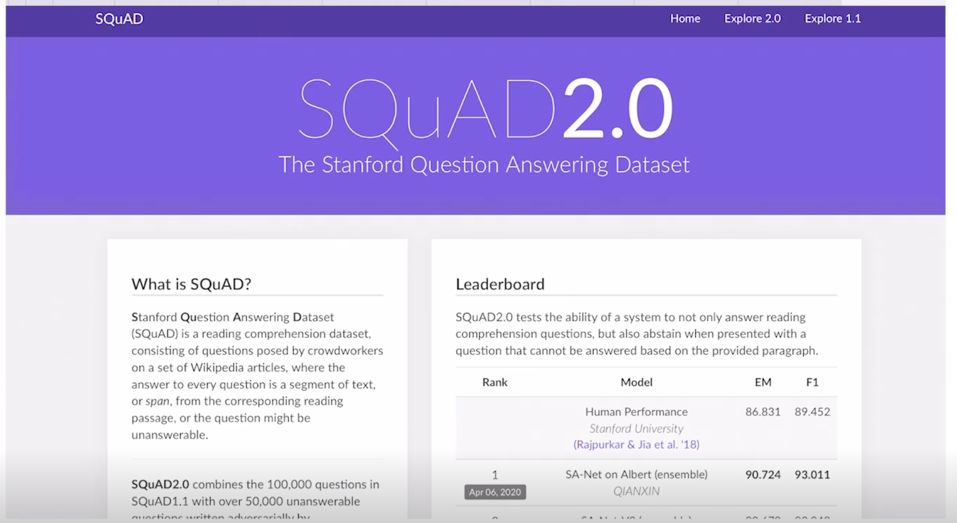 SQuAD
Home Explore 2.0 Explore 1.1
SQuAD2.0
The Stanford Question Answering Dataset
What is SQuAD?
Stanford Question Answering Dataset
(SQuAD) is a reading comprehension dataset,
consisting of questions posed by crowdworkers
on a set of Wikipedia articles, where the
answer to every question is a segment of text,
or span, from the corresponding reading
passage, or the question might be
unanswerable.
SQuAD2.0 combines the 100,000 questions in
SQuAD1.1 with over 50,000 unanswerable
questions written adversarially by
Leaderboard
SQuAD2.0 tests the ability of a system to not only answer reading
comprehension questions, but also abstain when presented with a
question that cannot be answered based on the provided paragraph.
Rank Model EM F1
Human Performance 86.831 89.452
Stanford University
(Rajpurkar & Jia et al. '18)
1 SA-Net on Albert (ensemble) 90.724 93.011
Apr 06, 2020 QIANXIN